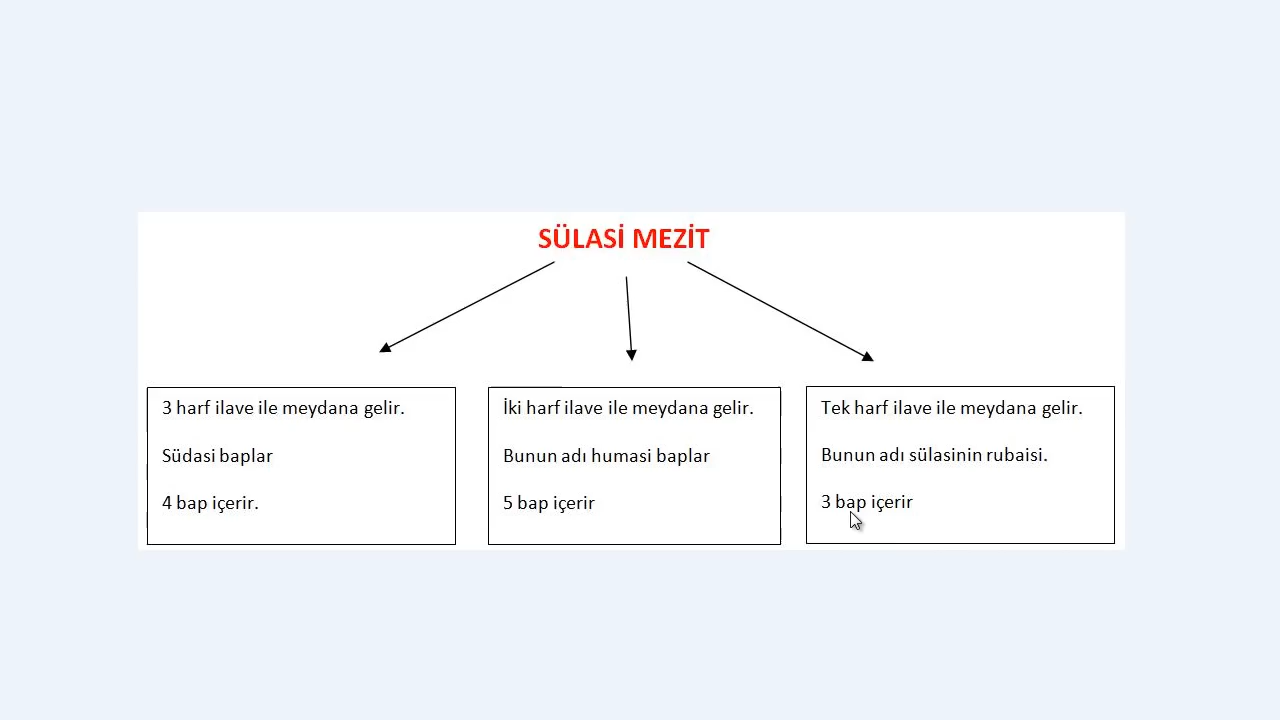 SÜLASİ MEZİT
3 harf ilave ile meydana gelir.
Südasi baplar
4 bap içerir.
İki harf ilave ile meydana gelir.
Bunun adı humasi baplar
5 bap içerir
Tek harf ilave ile meydana gelir.
Bunun adı sülasinin rubaisi.
3 bap içerir